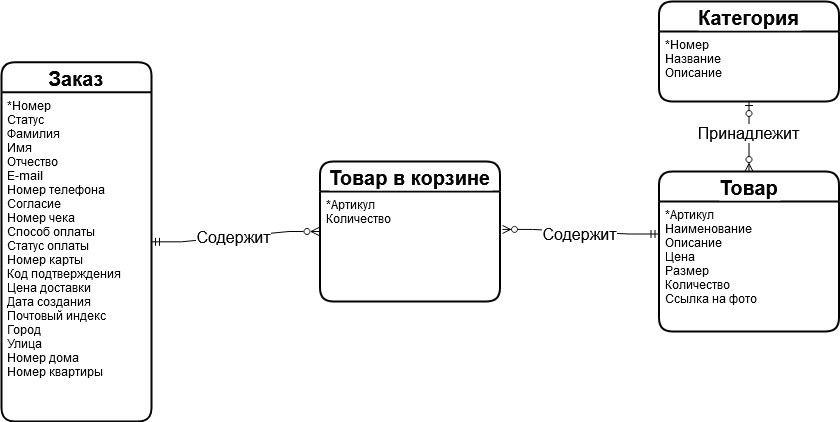 Заказ
*Номер
Статус
Фамилия
Имя
Отчество
E-mail
Номер телефона
Согласие
Номер чека
Способ оплаты
Статус оплаты
Номер карты
Код подтверждения
Цена доставки
Дата создания
Почтовый индекс
Город
Улица
Номер дома
Номер квартиры
Содержит
Товар в корзине
*Артикул
Количество
Содержит
Категория
*Номер
Название
Описание
Принадлежит
Товар
*Артикул
Наименование
Описание
Цена
Размер
Количество
Ссылка на фото